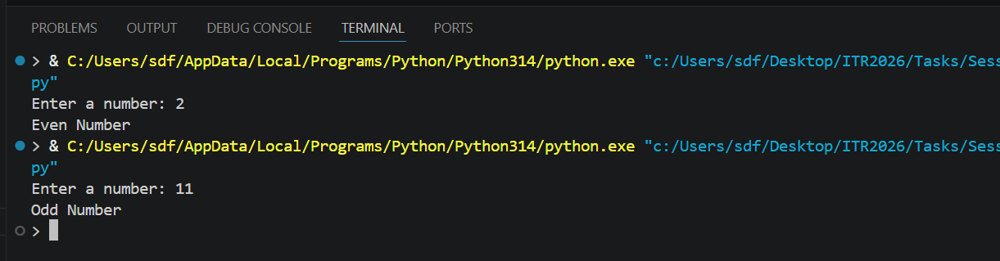 PROBLEMS OUTPUT DEBUG CONSOLE TERMINAL PORTS
> & C:/Users/sdf/AppData/Local/Programs/Python/Python314/python.exe "c:/Users/sdf/Desktop/ITR2026/Tasks/Sess
py"
Enter a number: 2
Even Number
> & C:/Users/sdf/AppData/Local/Programs/Python/Python314/python.exe "c:/Users/sdf/Desktop/ITR2026/Tasks/Sess
py"
Enter a number: 11
Odd Number
>